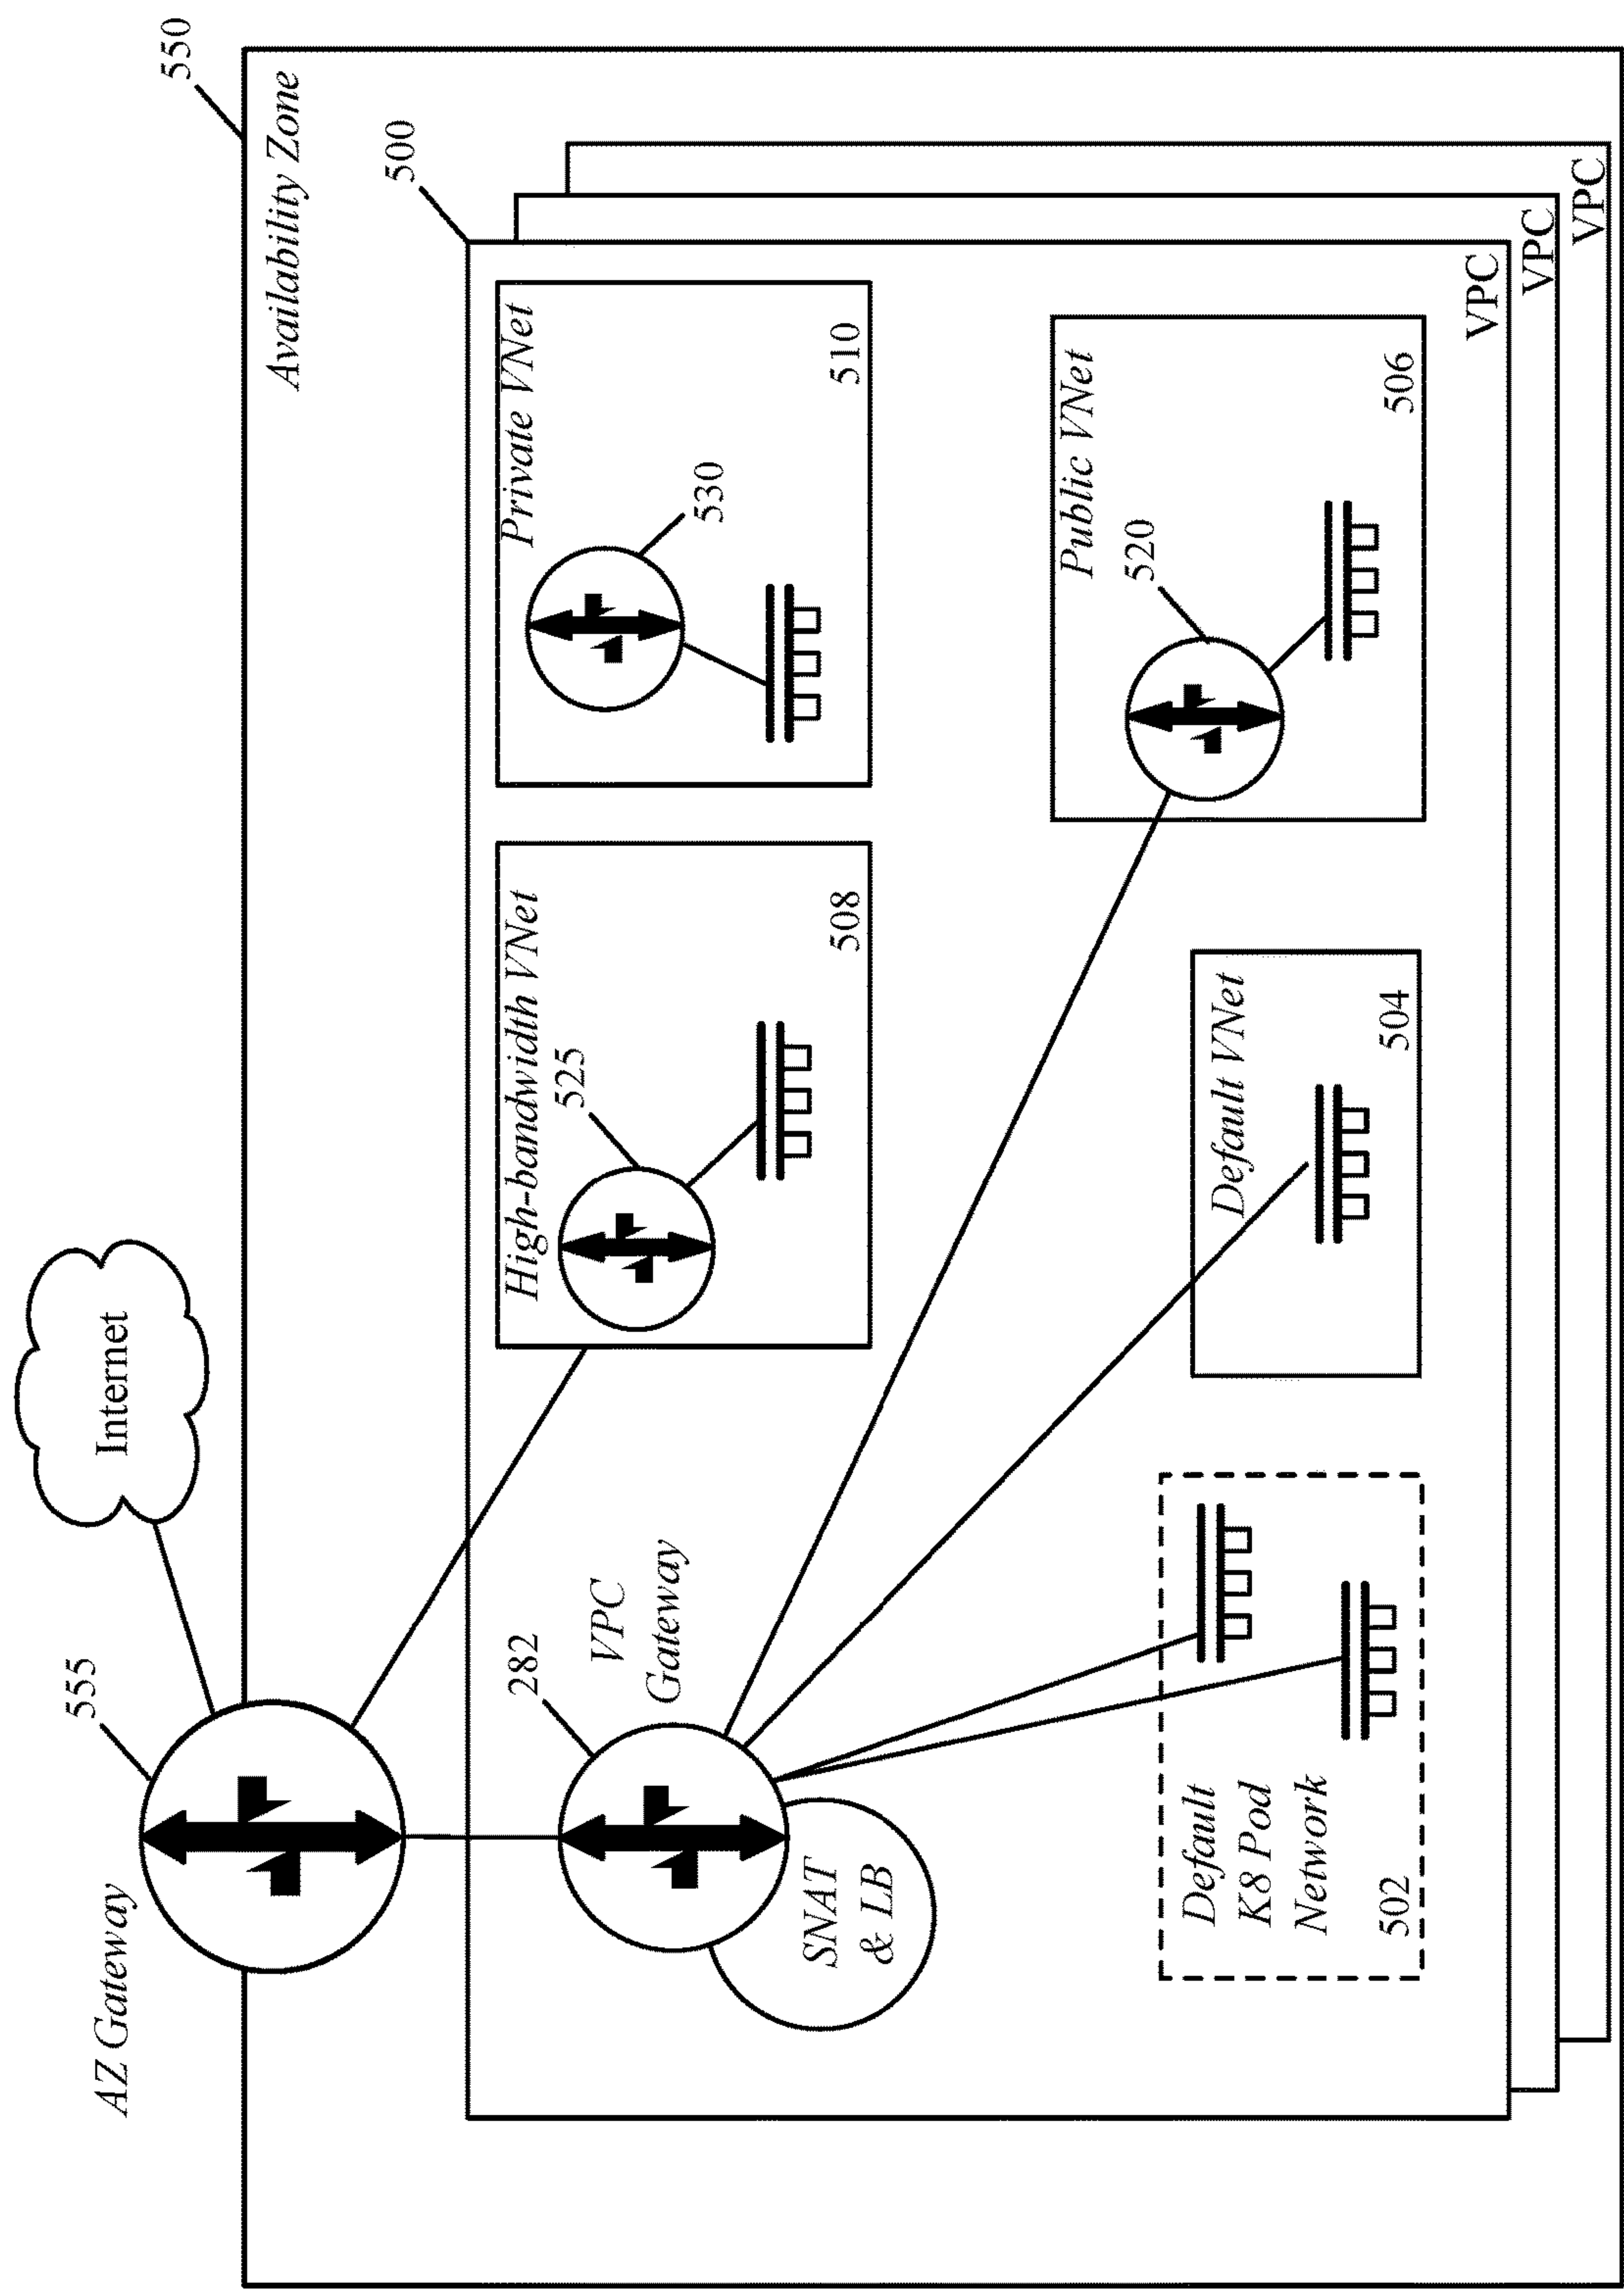 550
Availability Zone
500
Internet
555
AZ Gateway
282
VPC
Gateway
SNAT
& LB
High-bandwidth VNet
525
508
Private VNet
530
510
Default
K8 Pod
Network
502
Default VNet
504
Public VNet
520
506
VPC
VPC
VPC